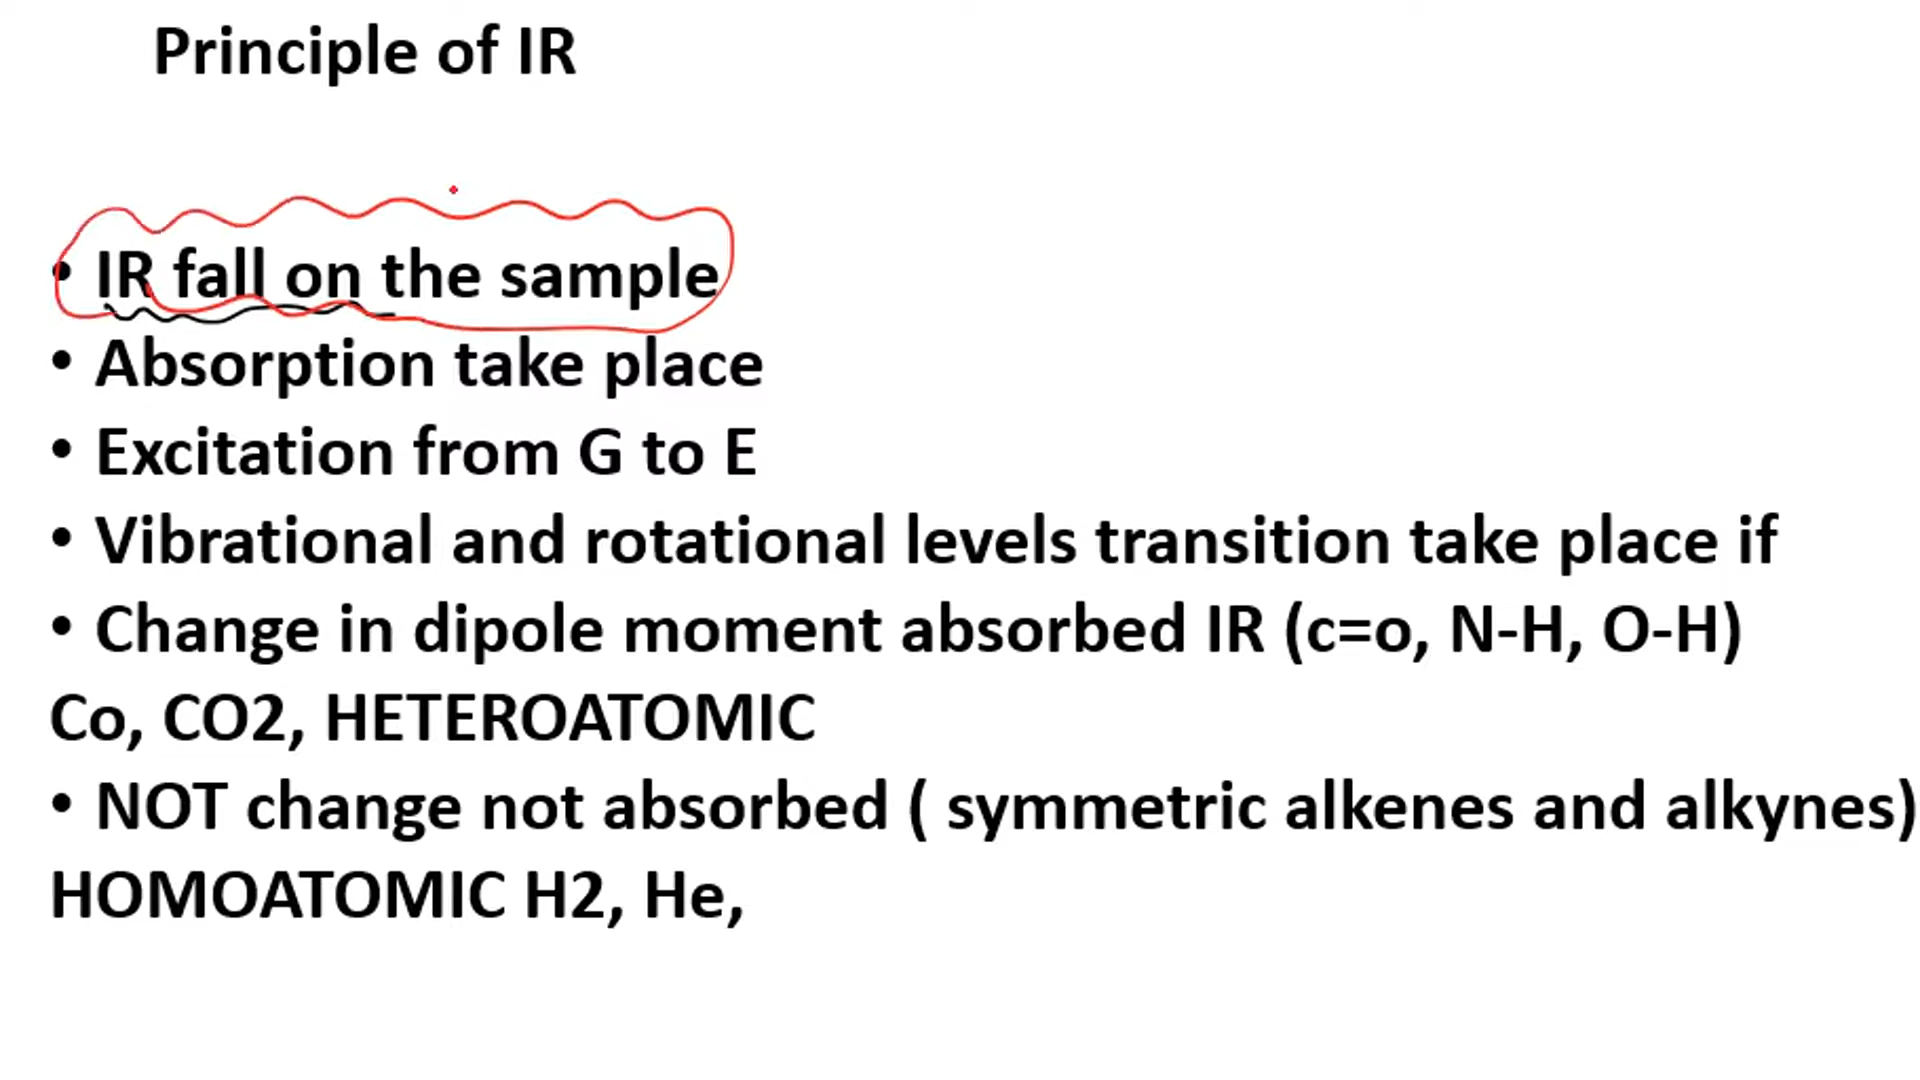 Principle of IR
• IR fall on the sample
• Absorption take place
• Excitation from G to E
• Vibrational and rotational levels transition take place if
• Change in dipole moment absorbed IR (c=o, N-H, O-H)
Co, CO2, HETEROATOMIC
• NOT change not absorbed ( symmetric alkenes and alkynes)
HOMOATOMIC H2, He,